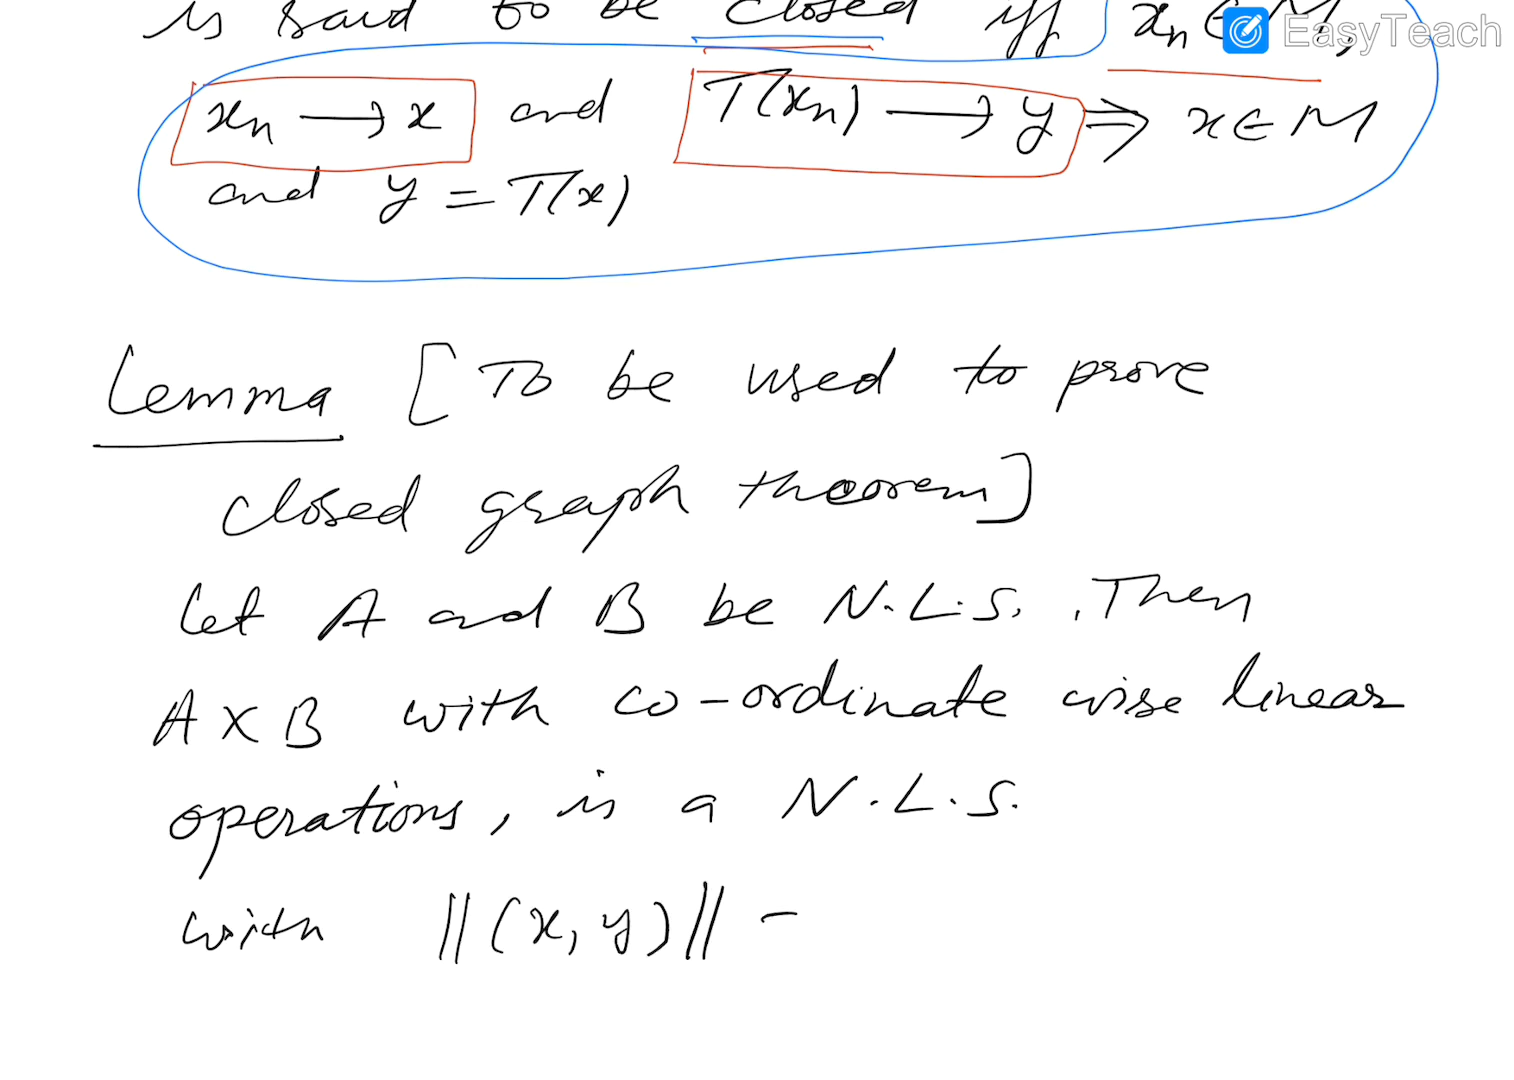 is said to be closed iff xn ∈ M,
EasyTeach
xn → x and T(xn) → y ⇒ x ∈ M
and y = T(x)
Lemma [To be used to prove
closed graph theorem]
Let A and B be N.L.S. . Then
A × B with co-ordinate wise linear
operations, is a N.L.S.
with ||(x, y)|| -